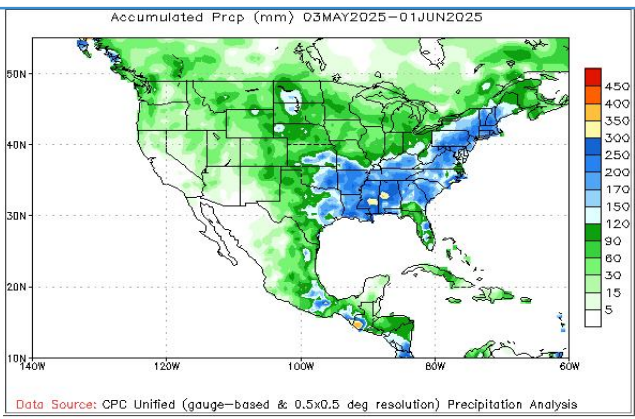 Accumulated Prcp (mm) 03MAY2025-01JUN2025
50N
40N
30N
20N
10N
140W
120W
100W
80W
60W
450
400
350
300
250
200
170
150
120
90
60
30
15
5
Data Source: CPC Unified (gauge-based & 0.5x0.5 deg resolution) Precipitation Analysis